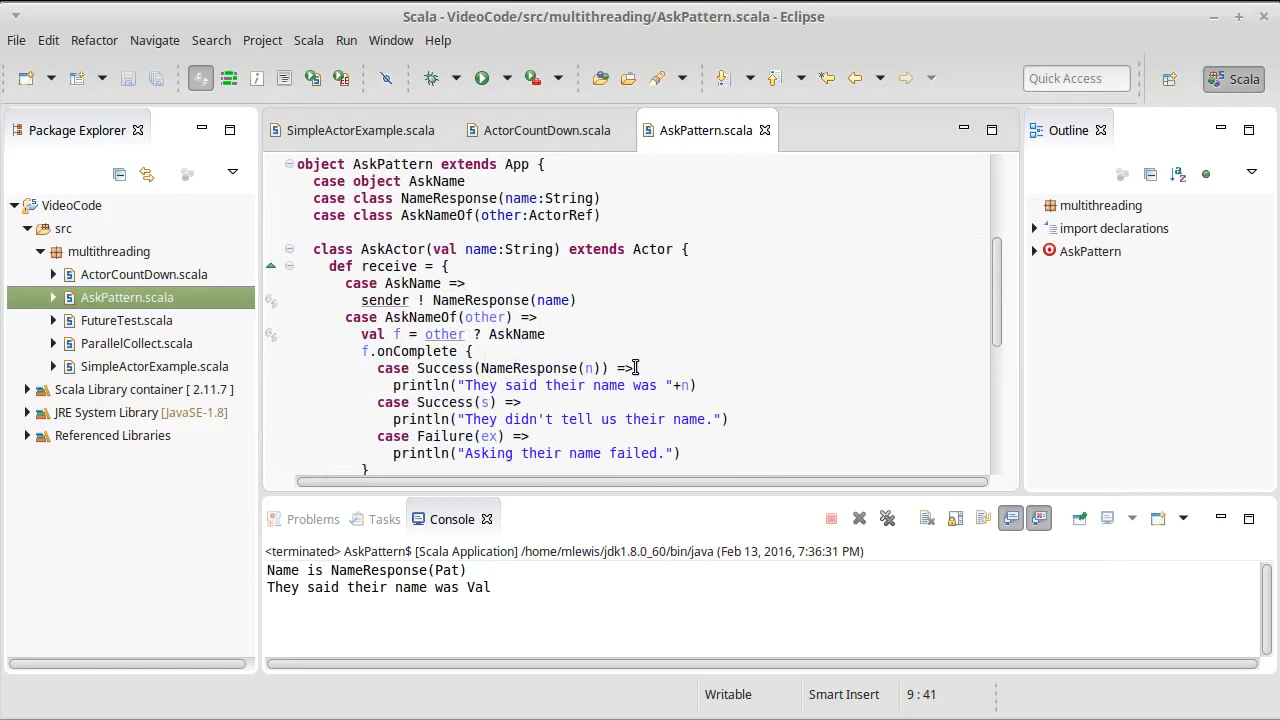 Scala - VideoCode/src/multithreading/AskPattern.scala - Eclipse
File Edit Refactor Navigate Search Project Scala Run Window Help
Quick Access
Scala
Package Explorer
VideoCode
src
multithreading
ActorCountDown.scala
AskPattern.scala
FutureTest.scala
ParallelCollect.scala
SimpleActorExample.scala
Scala Library container [ 2.11.7 ]
JRE System Library [JavaSE-1.8]
Referenced Libraries
SimpleActorExample.scala ActorCountDown.scala AskPattern.scala
object AskPattern extends App {
case object AskName
case class NameResponse(name:String)
case class AskNameOf(other:ActorRef)
class AskActor(val name:String) extends Actor {
def receive = {
case AskName =>
sender ! NameResponse(name)
case AskNameOf(other) =>
val f = other ? AskName
f.onComplete {
case Success(NameResponse(n)) =>
println("They said their name was "+n)
case Success(s) =>
println("They didn't tell us their name.")
case Failure(ex) =>
println("Asking their name failed.")
}
Outline
multithreading
import declarations
AskPattern
Problems Tasks Console
<terminated> AskPattern$ [Scala Application] /home/mlewis/jdk1.8.0_60/bin/java (Feb 13, 2016, 7:36:31 PM)
Name is NameResponse(Pat)
They said their name was Val
Writable Smart Insert 9 : 41